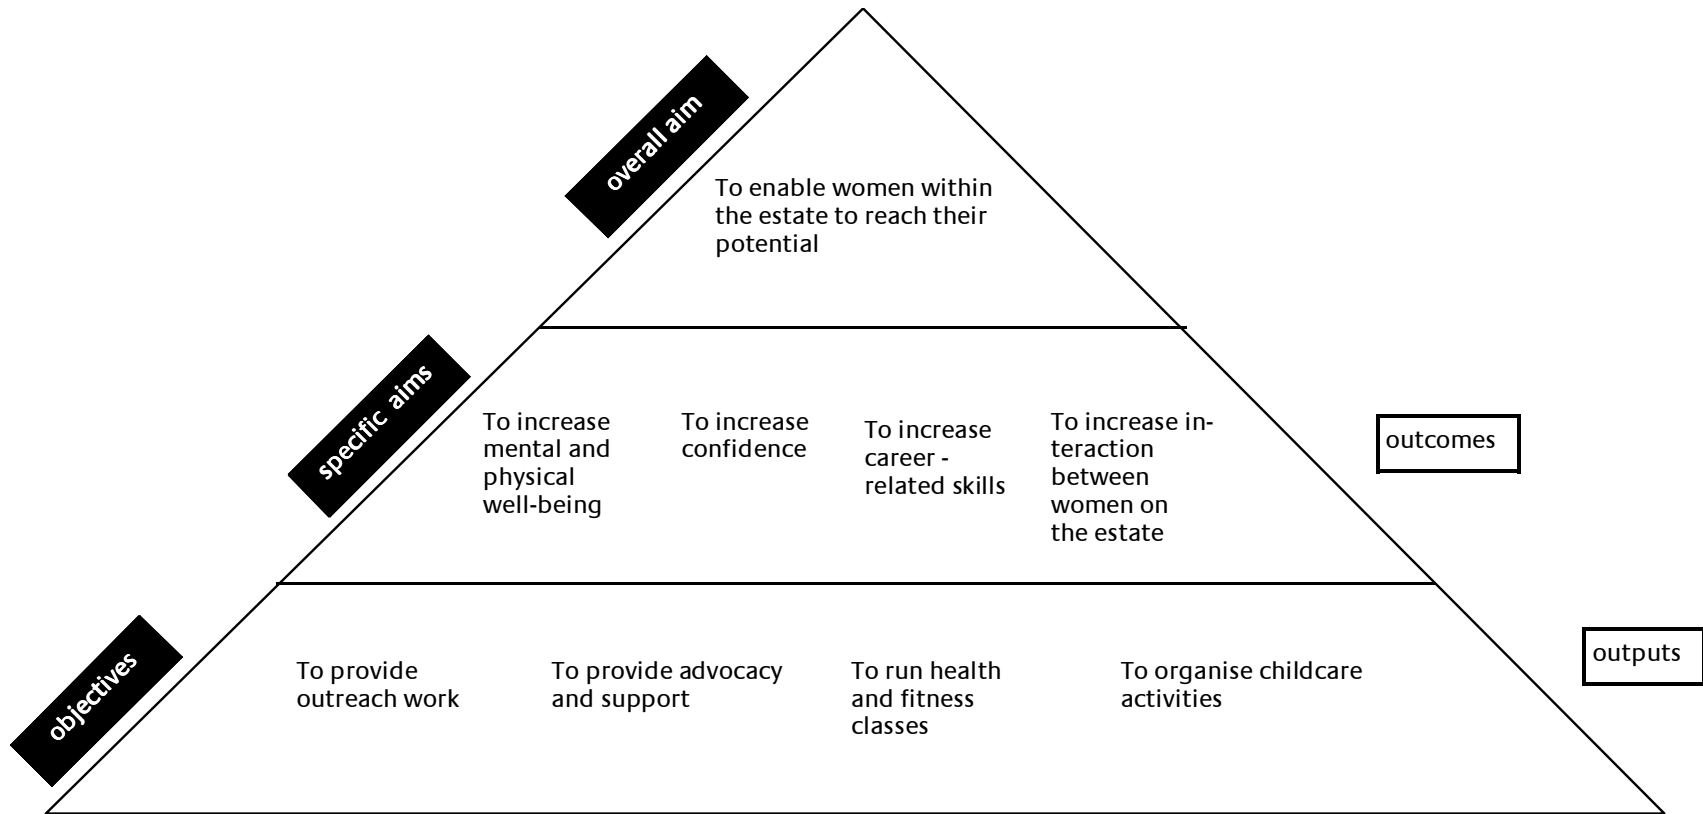 overall aim
To enable women within
the estate to reach their
potential
specific aims
To increase
mental and
physical
well-being
To increase
confidence
To increase
career -
related skills
To increase in-
teraction
between
women on
the estate
outcomes
objectives
To provide
outreach work
To provide advocacy
and support
To run health
and fitness
classes
To organise childcare
activities
outputs